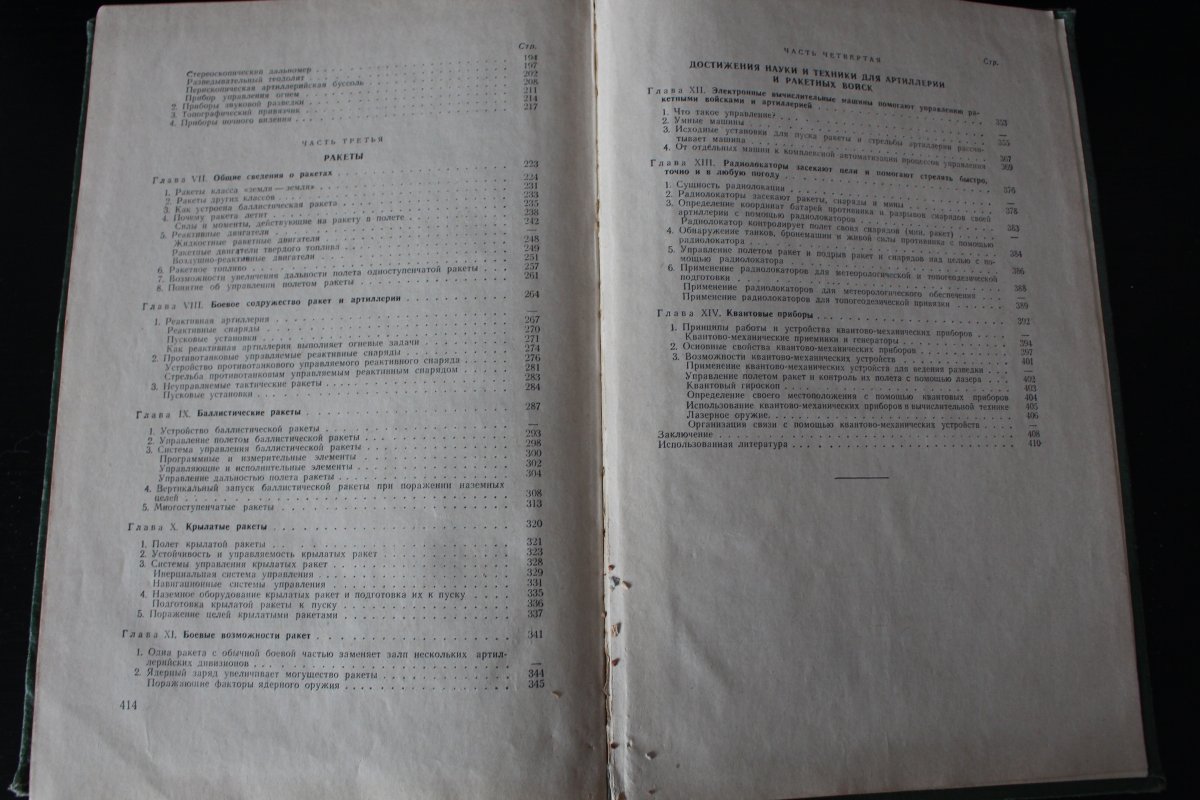 Стр.
Стереоскопический дальномер . . . 194
Разведывательный теодолит . . . 197
Перископическая артиллерийская буссоль . . . 202
Прибор управления огнем . . . 208
2. Приборы звуковой разведки . . . 211
3. Топографический привязчик . . . 214
4. Приборы ночного видения . . . 217
ЧАСТЬ ТРЕТЬЯ
РАКЕТЫ
Глава VII. Общие сведения о ракетах . . . 223
1. Ракеты класса «земля — земля» . . . 224
2. Ракеты других классов . . . 231
3. Как устроена баллистическая ракета . . . 233
4. Почему ракета летит . . . 235
Силы и моменты, действующие на ракету в полете . . . 238
5. Реактивные двигатели . . . 242
Жидкостные ракетные двигатели . . . —
Ракетные двигатели твердого топлива . . . 248
Воздушно-реактивные двигатели . . . 249
6. Ракетное топливо . . . 251
7. Возможности увеличения дальности полета одноступенчатой ракеты . . . 257
8. Понятие об управлении полетом ракеты . . . 261
Глава VIII. Боевое содружество ракет и артиллерии . . . 264
1. Реактивная артиллерия . . . —
Реактивные снаряды . . . 267
Пусковые установки . . . 270
Как реактивная артиллерия выполняет огневые задачи . . . 271
2. Противотанковые управляемые реактивные снаряды . . . 274
Устройство противотанкового управляемого реактивного снаряда . . . 276
Стрельба противотанковым управляемым реактивным снарядом . . . 281
3. Неуправляемые тактические ракеты . . . 283
Пусковые установки . . . 284
Глава IX. Баллистические ракеты . . . 287
1. Устройство баллистической ракеты . . . —
2. Управление полетом баллистической ракеты . . . 293
3. Система управления баллистической ракеты . . . 298
Программные и измерительные элементы . . . 300
Управляющие и исполнительные элементы . . . 302
Управление дальностью полета ракеты . . . 304
4. Вертикальный запуск баллистической ракеты при поражении наземных
целей . . . 308
5. Многоступенчатые ракеты . . . 313
Глава X. Крылатые ракеты . . . 320
1. Полет крылатой ракеты . . . 321
2. Устойчивость и управляемость крылатых ракет . . . 323
3. Системы управления крылатых ракет . . . 328
Инерциальная система управления . . . 329
Навигационные системы управления . . . 331
4. Наземное оборудование крылатых ракет и подготовка их к пуску . . . 335
Подготовка крылатой ракеты к пуску . . . 336
5. Поражение целей крылатыми ракетами . . . 337
Глава XI. Боевые возможности ракет . . . 341
1. Одна ракета с обычной боевой частью заменяет залп нескольких артил-
лерийских дивизионов . . . —
2. Ядерный заряд увеличивает могущество ракеты . . . 344
Поражающие факторы ядерного оружия . . . 345
414
ЧАСТЬ ЧЕТВЕРТАЯ
Стр.
ДОСТИЖЕНИЯ НАУКИ И ТЕХНИКИ ДЛЯ АРТИЛЛЕРИИ
И РАКЕТНЫХ ВОЙСК
Глава XII. Электронные вычислительные машины помогают управлению ра-
кетными войсками и артиллерией . . . 353
1. Что такое управление? . . . —
2. Умные машины . . . 355
3. Исходные установки для пуска ракеты и стрельбы артиллерии рассчи-
тывает машина . . . 367
4. От отдельных машин к комплексной автоматизации процессов управления 369
Глава XIII. Радиолокаторы засекают цели и помогают стрелять быстро,
точно и в любую погоду . . . 376
1. Сущность радиолокации . . . —
2. Радиолокаторы засекают ракеты, снаряды и мины . . . 378
3. Определение координат батарей противника и разрывов снарядов своей
артиллерии с помощью радиолокаторов . . . 383
Радиолокатор контролирует полет своих снарядов (мин, ракет) . . . —
4. Обнаружение танков, бронемашин и живой силы противника с помощью
радиолокатора . . . 384
5. Управление полетом ракет и подрыв ракет и снарядов над целью с по-
мощью радиолокатора . . . 386
6. Применение радиолокаторов для метеорологической и топогеодезической
подготовки . . . 388
Применение радиолокаторов для метеорологического обеспечения . . . —
Применение радиолокаторов для топогеодезической привязки . . . 389
Глава XIV. Квантовые приборы . . . 392
1. Принципы работы и устройства квантово-механических приборов . . . —
Квантово-механические приемники и генераторы . . . 394
2. Основные свойства квантово-механических приборов . . . 397
3. Возможности квантово-механических устройств . . . 401
Применение квантово-механических устройств для ведения разведки . . . —
Управление полетом ракет и контроль их полета с помощью лазера . . . 402
Квантовый гироскоп . . . 403
Определение своего местоположения с помощью квантовых приборов 404
Использование квантово-механических приборов в вычислительной технике 405
Лазерное оружие . . . 406
Организация связи с помощью квантово-механических устройств . . . —
Заключение . . . 408
Использованная литература . . . 410